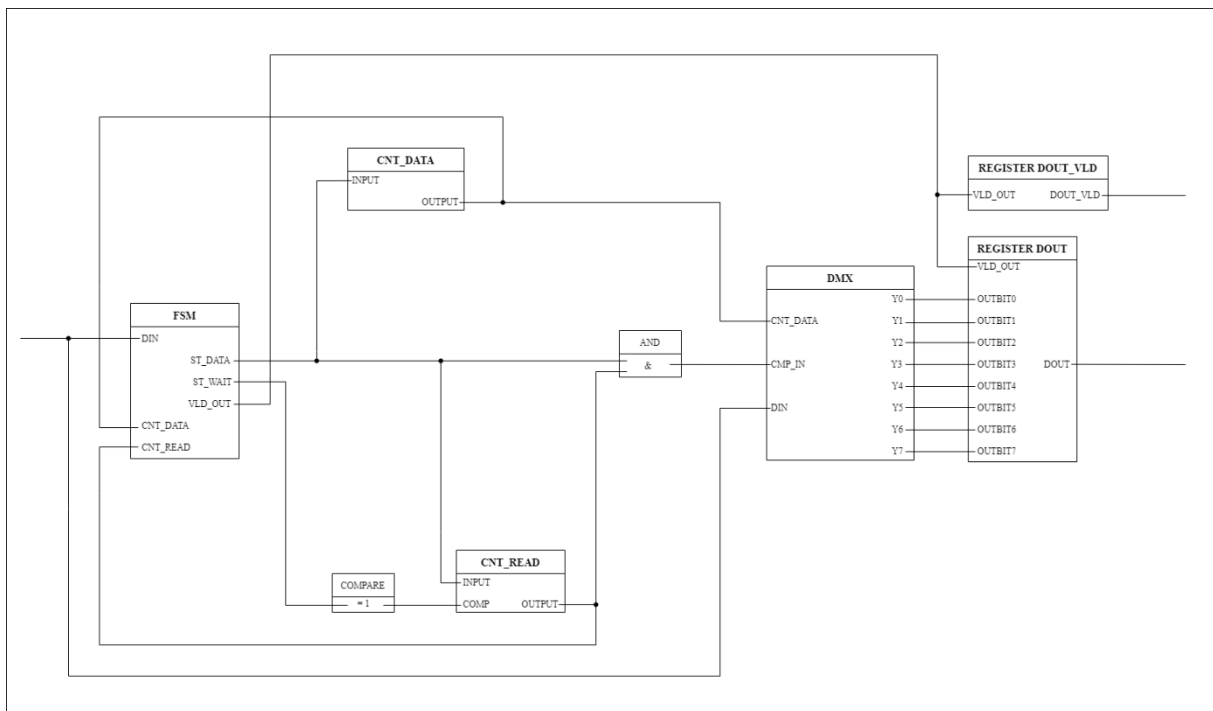 CNT_DATA
INPUT
OUTPUT
REGISTER DOUT_VLD
VLD_OUT DOUT_VLD
REGISTER DOUT
VLD_OUT
OUTBIT0
OUTBIT1
OUTBIT2
OUTBIT3
OUTBIT4
OUTBIT5
OUTBIT6
OUTBIT7
DOUT
DMX
CNT_DATA
CMP_IN
DIN
Y0
Y1
Y2
Y3
Y4
Y5
Y6
Y7
FSM
DIN
ST_DATA
ST_WAIT
VLD_OUT
CNT_DATA
CNT_READ
AND
&
COMPARE
= 1
CNT_READ
INPUT
COMP OUTPUT